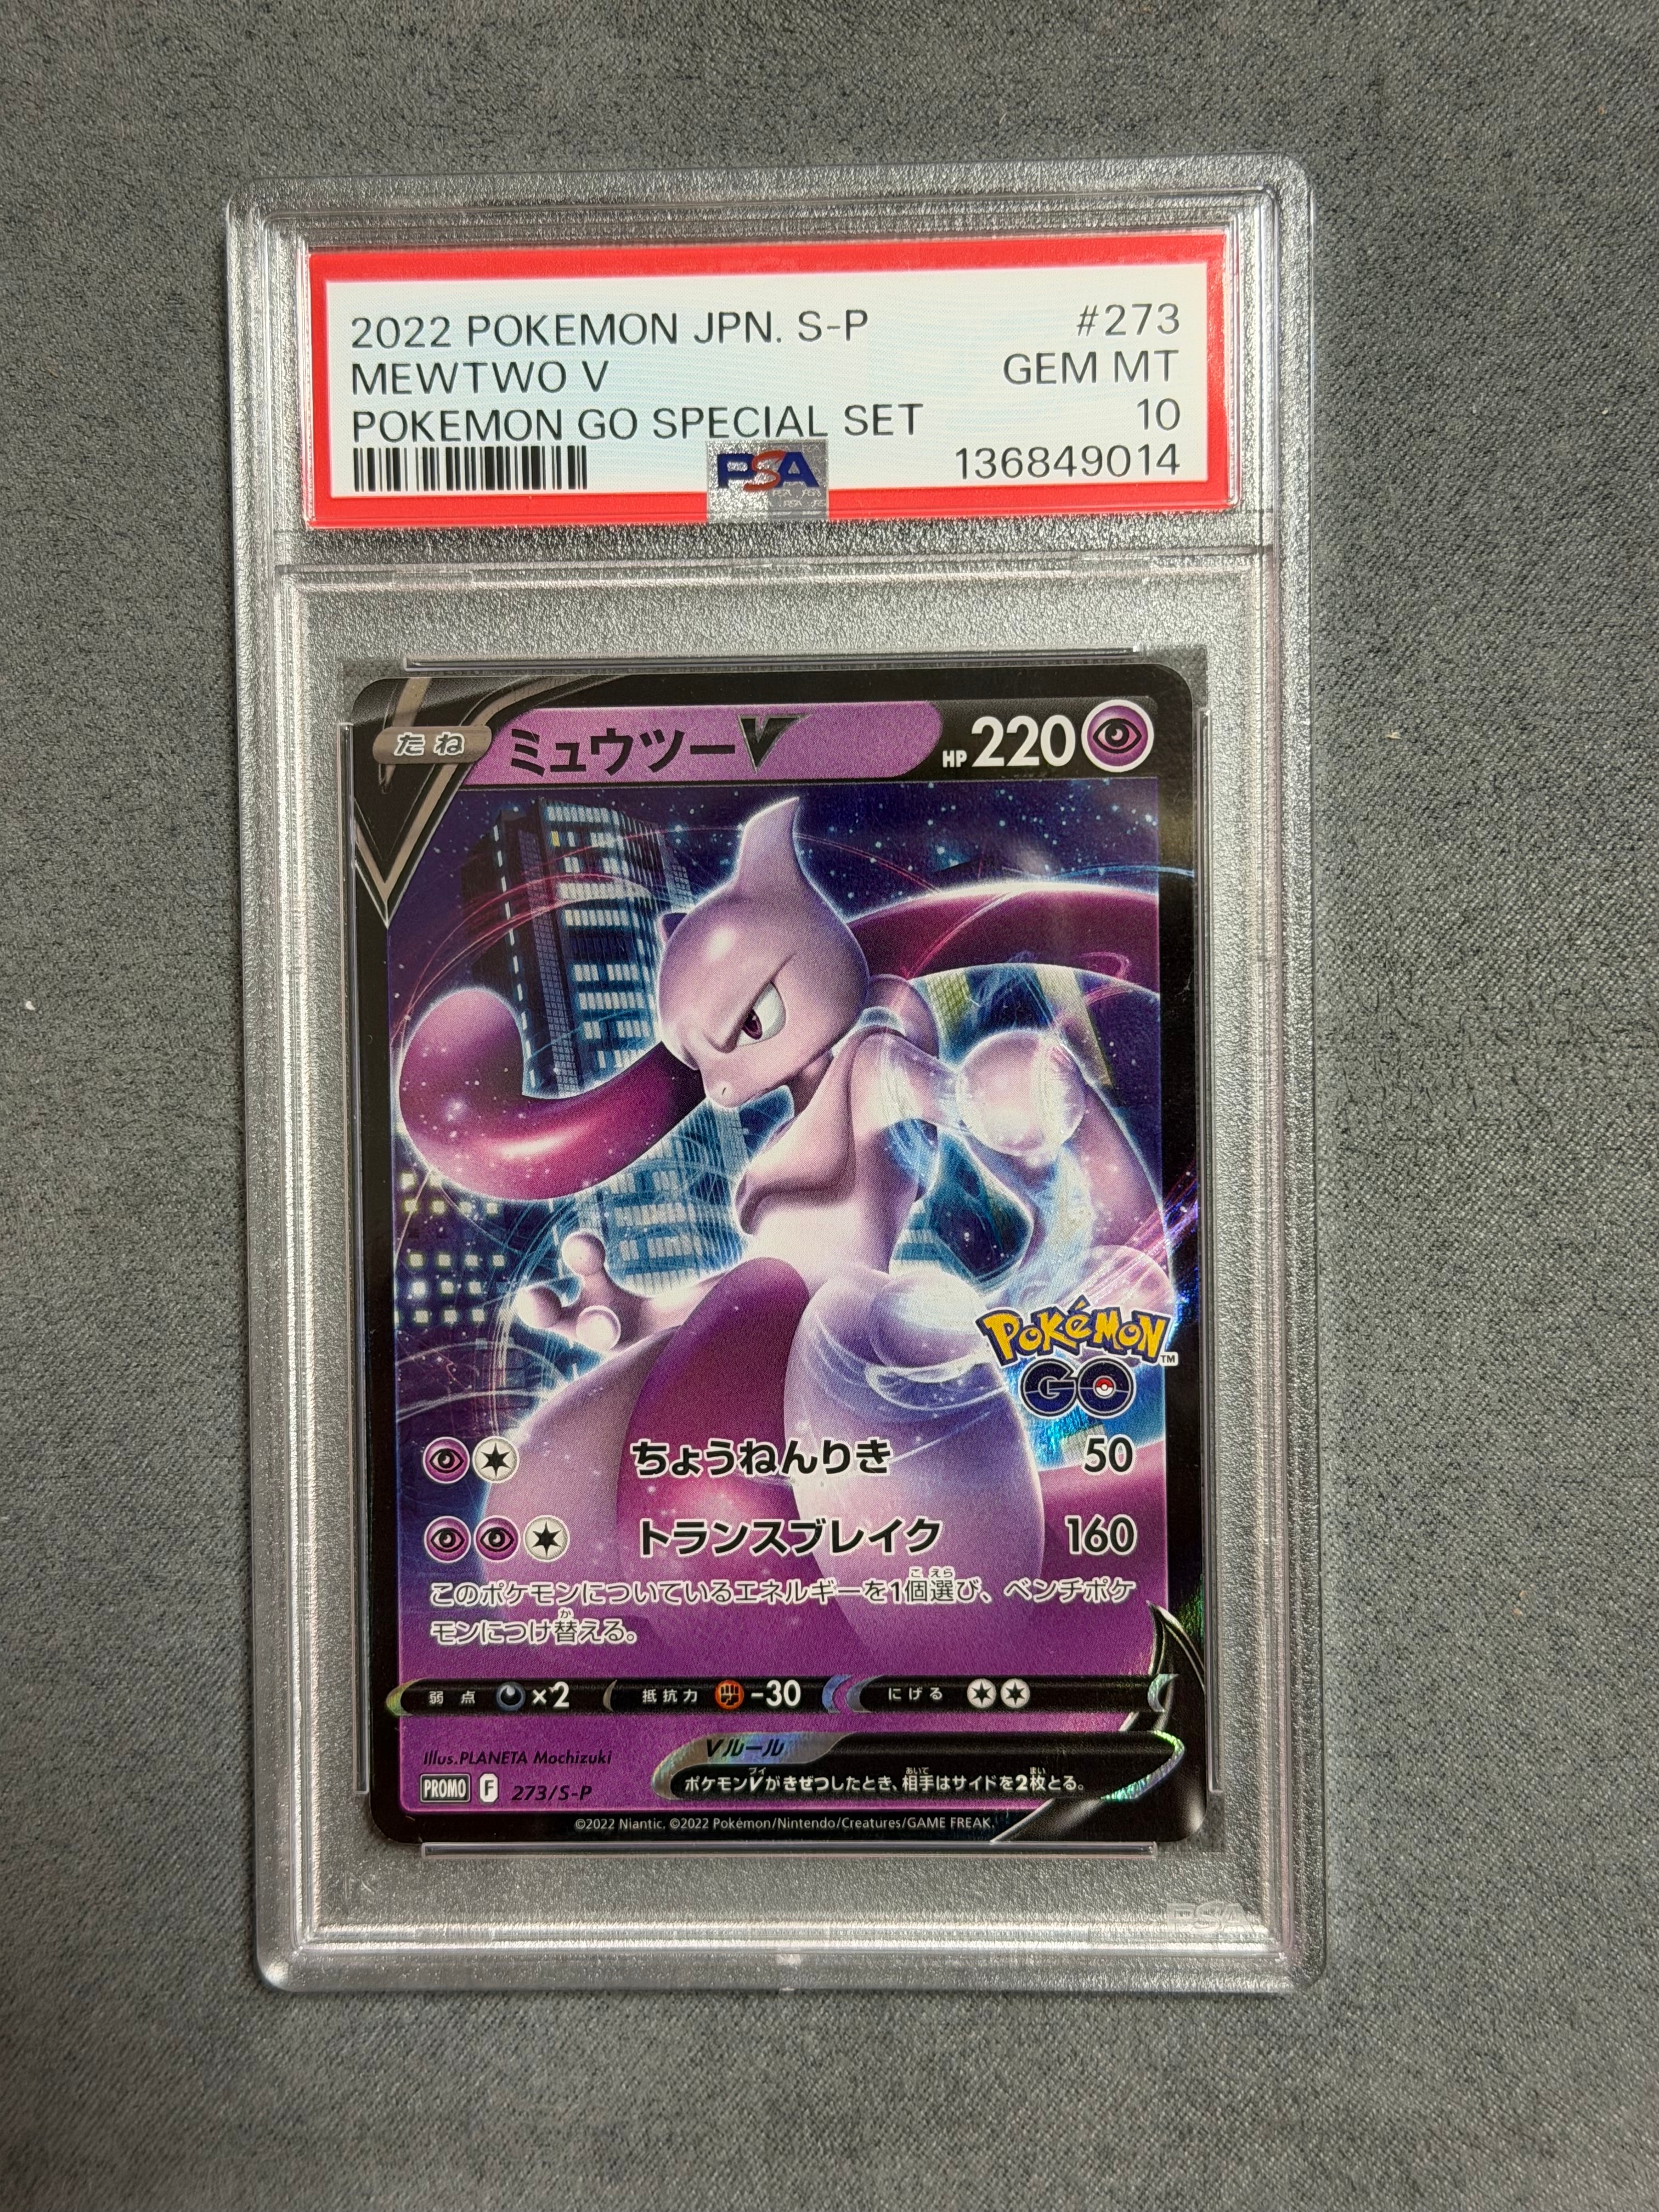 2022 POKEMON JPN. S-P #273
MEWTWO V GEM MT
POKEMON GO SPECIAL SET 10
PSA 136849014
たね ミュウツーV HP 220
Pokémon GO™
ちょうねんりき 50
トランスブレイク 160
このポケモンについているエネルギーを1個選び、ベンチポケ
モンにつけ替える。
弱点 ×2 抵抗力 -30 にげる
Illus.PLANETA Mochizuki
Vルール
ポケモンVがきぜつしたとき、相手はサイドを2枚とる。
PROMO F 273/S-P
©2022 Niantic. ©2022 Pokémon/Nintendo/Creatures/GAME FREAK.
PSA